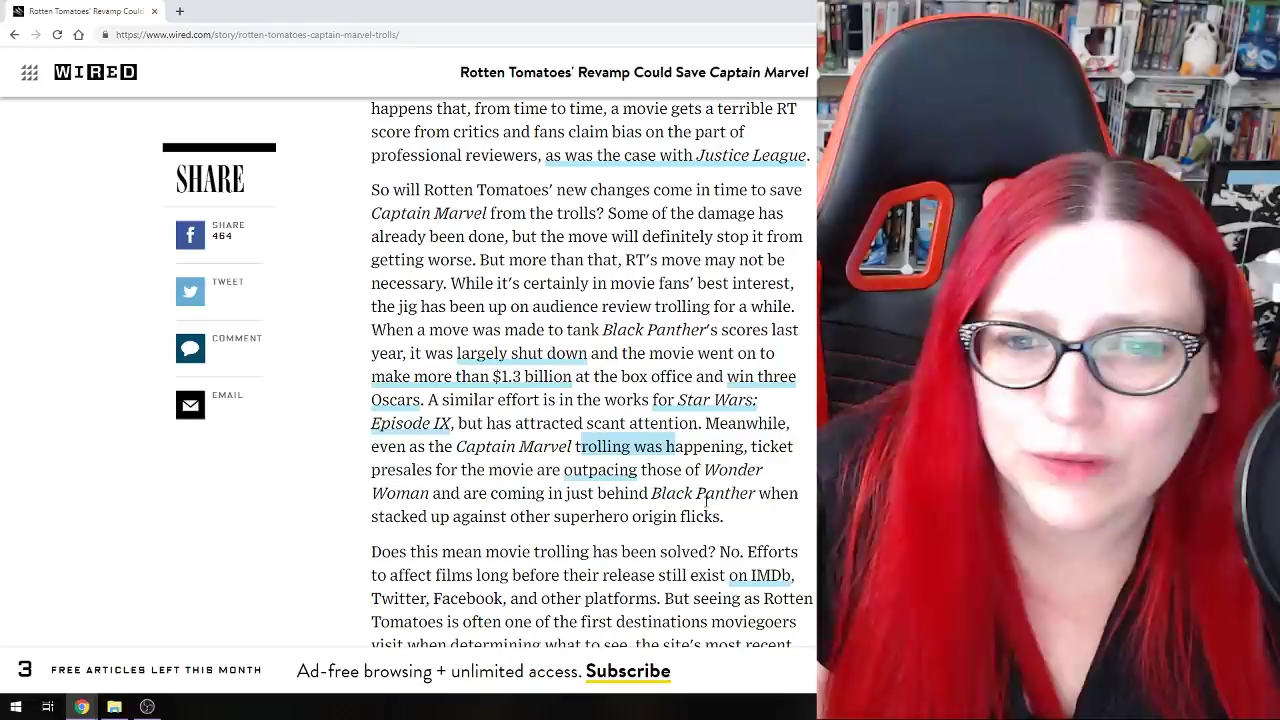 Rotten Tomatoes' Revamp Could
https://www.wired.com/story/rotten-tomatoes-captain-marvel-trolls/
WIRED
Rotten Tomatoes' Revamp Could Save Captain Marvel
happens that, from time to time, a movie gets a terrible RT
score from critics and fans claim bias on the part of
professional reviewers, as was the case with Justice League.
So will Rotten Tomatoes' new changes come in time to save
Captain Marvel from the trolls? Some of the damage has
already been done, but the move will definitely stop it from
getting worse. But more than that, RT's move may not be
necessary. While it's certainly in movie fans' best interest,
the jig has been up on audience review trolling for a while.
When a move was made to tank Black Panther's scores last
year, it was largely shut down and the movie went on to
make more than $1.3 billion at the box office and win three
Oscars. A similar effort is in the works for Star Wars:
Episode IX, but has attracted scant attention. Meanwhile,
even as the Captain Marvel trolling was happening, ticket
presales for the movie are outpacing those of Wonder
Woman and are coming in just behind Black Panther when
stacked up against other superhero origin flicks.
Does this mean movie trolling has been solved? No. Efforts
to affect films long before their release still exist on IMDb,
Twitter, Facebook, and other platforms. But seeing as Rotten
Tomatoes is often one of the first destinations moviegoers
visit when determining what to see, the site's most recent
SHARE
SHARE
464
TWEET
COMMENT
EMAIL
3 FREE ARTICLES LEFT THIS MONTH
Ad-free browsing + unlimited access. Subscribe